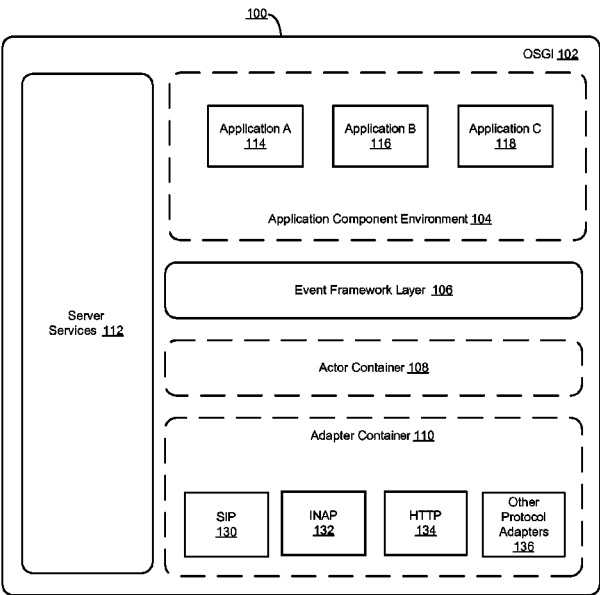 100
OSGI 102
Application A
114
Application B
116
Application C
118
Application Component Environment 104
Event Framework Layer 106
Server
Services 112
Actor Container 108
Adapter Container 110
SIP
130
INAP
132
HTTP
134
Other
Protocol
Adapters
136